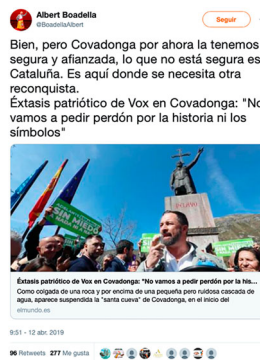 Albert Boadella
@BoadellaAlbert
Seguir
Bien, pero Covadonga por ahora la tenemos
segura y afianzada, lo que no está segura es
Cataluña. Es aquí donde se necesita otra
reconquista.
Éxtasis patriótico de Vox en Covadonga: "No
vamos a pedir perdón por la historia ni los
símbolos"
SIN MIEDO
SIN MIEDO
Éxtasis patriótico de Vox en Covadonga: "No vamos a pedir perdón por la his...
Como colgada de una roca y por encima de una pequeña pero ruidosa cascada de
agua, aparece suspendida la "santa cueva" de Covadonga, en el inicio del
elmundo.es
9:51 - 12 abr. 2019
96 Retweets 277 Me gusta